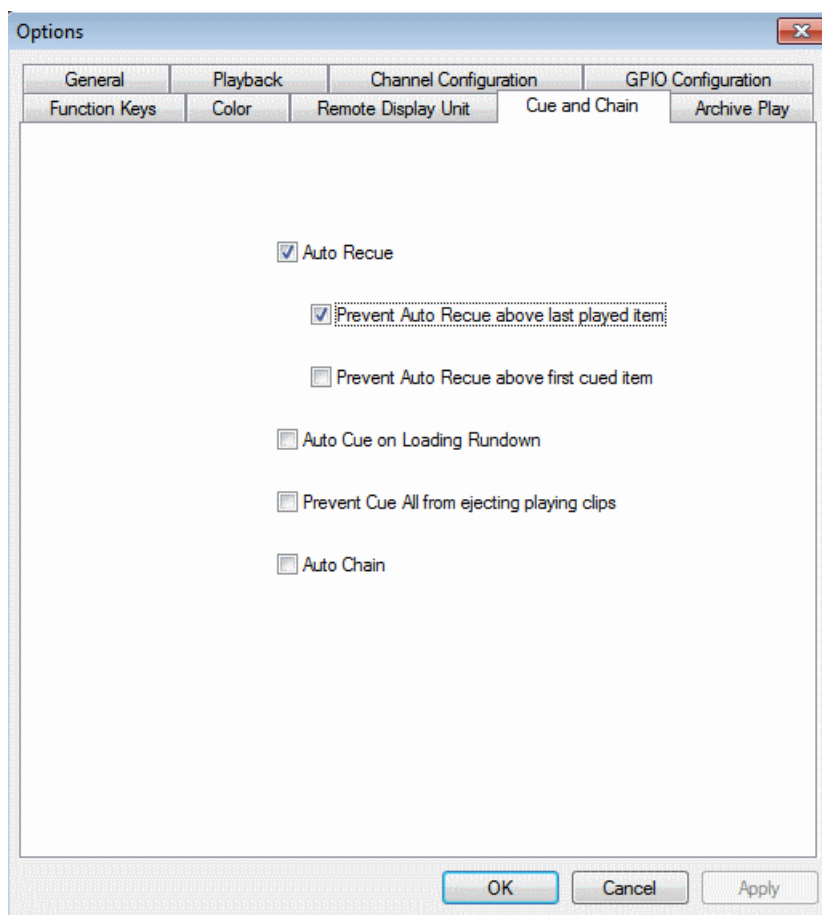 Options
General Playback Channel Configuration GPIO Configuration
Function Keys Color Remote Display Unit Cue and Chain Archive Play
Auto Recue
Prevent Auto Recue above last played item
Prevent Auto Recue above first cued item
Auto Cue on Loading Rundown
Prevent Cue All from ejecting playing clips
Auto Chain
OK Cancel Apply